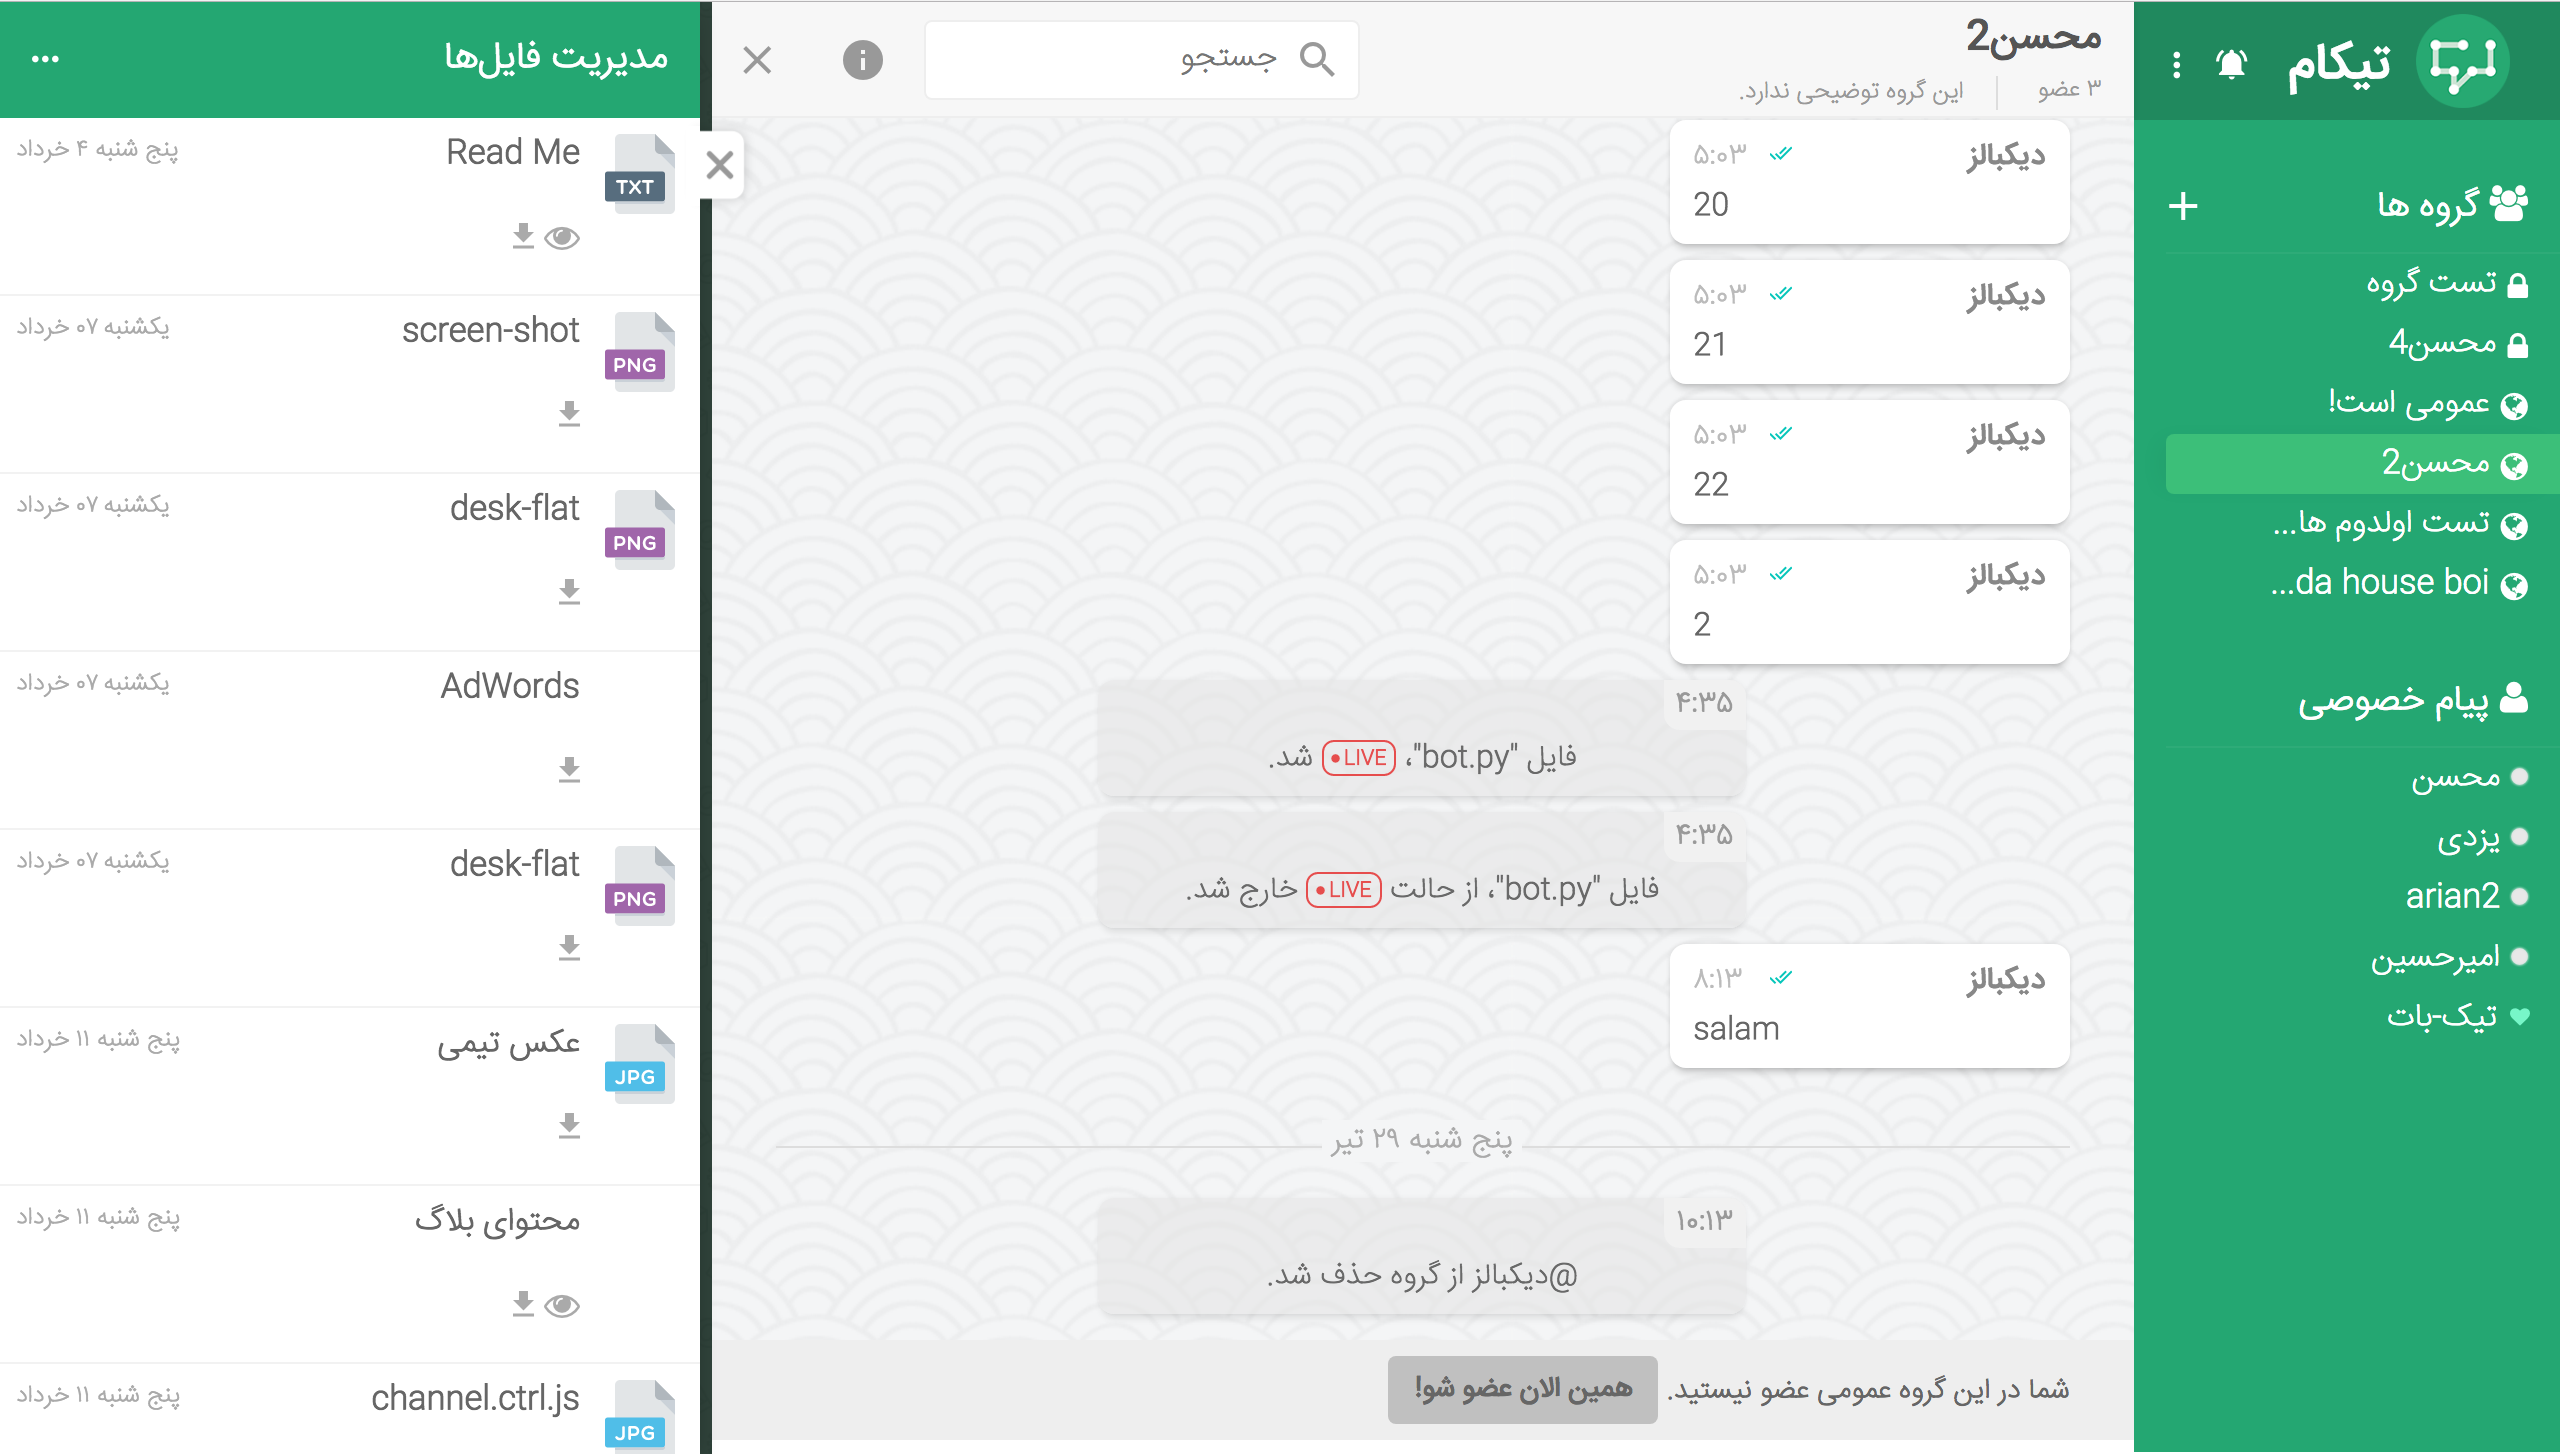 تیکام
گروه ها
تست گروه
محسن4
عمومی است!
محسن2
تست اولدوم ها...
da house boi...
پیام خصوصی
محسن
یزدی
arian2
امیرحسین
تیک-بات
محسن2
۳ عضو
این گروه توضیحی ندارد.
جستجو
دیکبالز ۵:۰۳
20
دیکبالز ۵:۰۳
21
دیکبالز ۵:۰۳
22
دیکبالز ۵:۰۳
2
۴:۳۵
فایل "bot.py"، LIVE شد.
۴:۳۵
فایل "bot.py"، از حالت LIVE خارج شد.
دیکبالز ۸:۱۳
salam
پنج شنبه ۲۹ تیر
۱۰:۱۳
@دیکبالز از گروه حذف شد.
شما در این گروه عمومی عضو نیستید. همین الان عضو شو!
مدیریت فایل‌ها
Read Me پنج شنبه ۴ خرداد
TXT
screen-shot یکشنبه ۰۷ خرداد
PNG
desk-flat یکشنبه ۰۷ خرداد
PNG
AdWords یکشنبه ۰۷ خرداد
desk-flat یکشنبه ۰۷ خرداد
PNG
عکس تیمی پنج شنبه ۱۱ خرداد
JPG
محتوای بلاگ پنج شنبه ۱۱ خرداد
channel.ctrl.js پنج شنبه ۱۱ خرداد
JPG